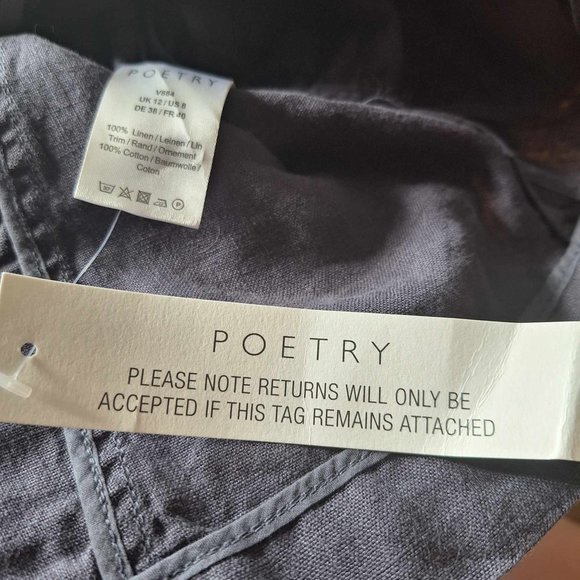 POETRY
V884
UK 12 / US 8
DE 38 / FR 40
100% Linen / Leinen / Lin
Trim / Rand / Ornement
100% Cotton / Baumwolle /
Coton
POETRY
PLEASE NOTE RETURNS WILL ONLY BE
ACCEPTED IF THIS TAG REMAINS ATTACHED